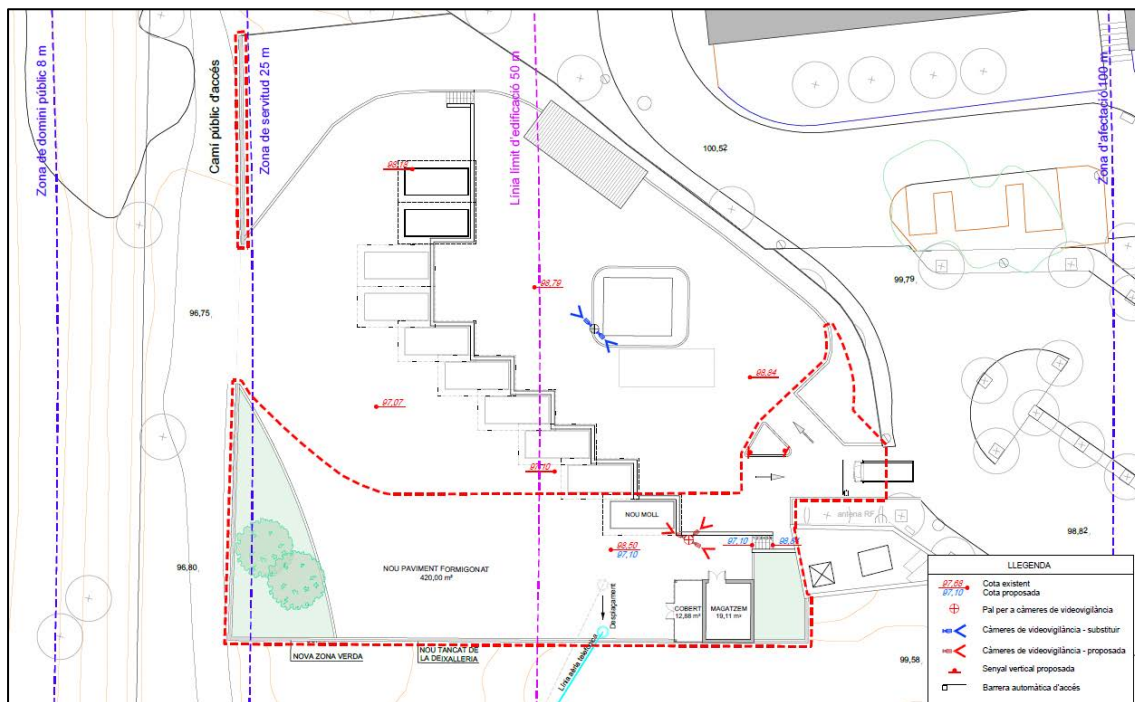 Zona de domini públic 8 m
Camí públic d'accés
Zona de servitud 25 m
Línia límit d'edificació 50 m
Zona d'afectació 100 m
100,52
98,79
99,79
96,75
98,84
97,07
97,10
antena RF
NOU MOLL
98,50
97,10
97,10
98,82
NOU PAVIMENT FORMIGONAT
420,00 m²
96,80
Desplaçament
COBERT
12,88 m²
MAGATZEM
19,11 m²
Línia aèria telefònica
NOVA ZONA VERDA
NOU TANCAT DE
LA DEIXALLERIA
99,58
LLEGENDA
97,68
97,10
Cota existent
Cota proposada
Pal per a càmeres de videovigilància
Càmeres de videovigilància - substituir
Càmeres de videovigilància - proposada
Senyal vertical proposada
Barrera automàtica d'accés